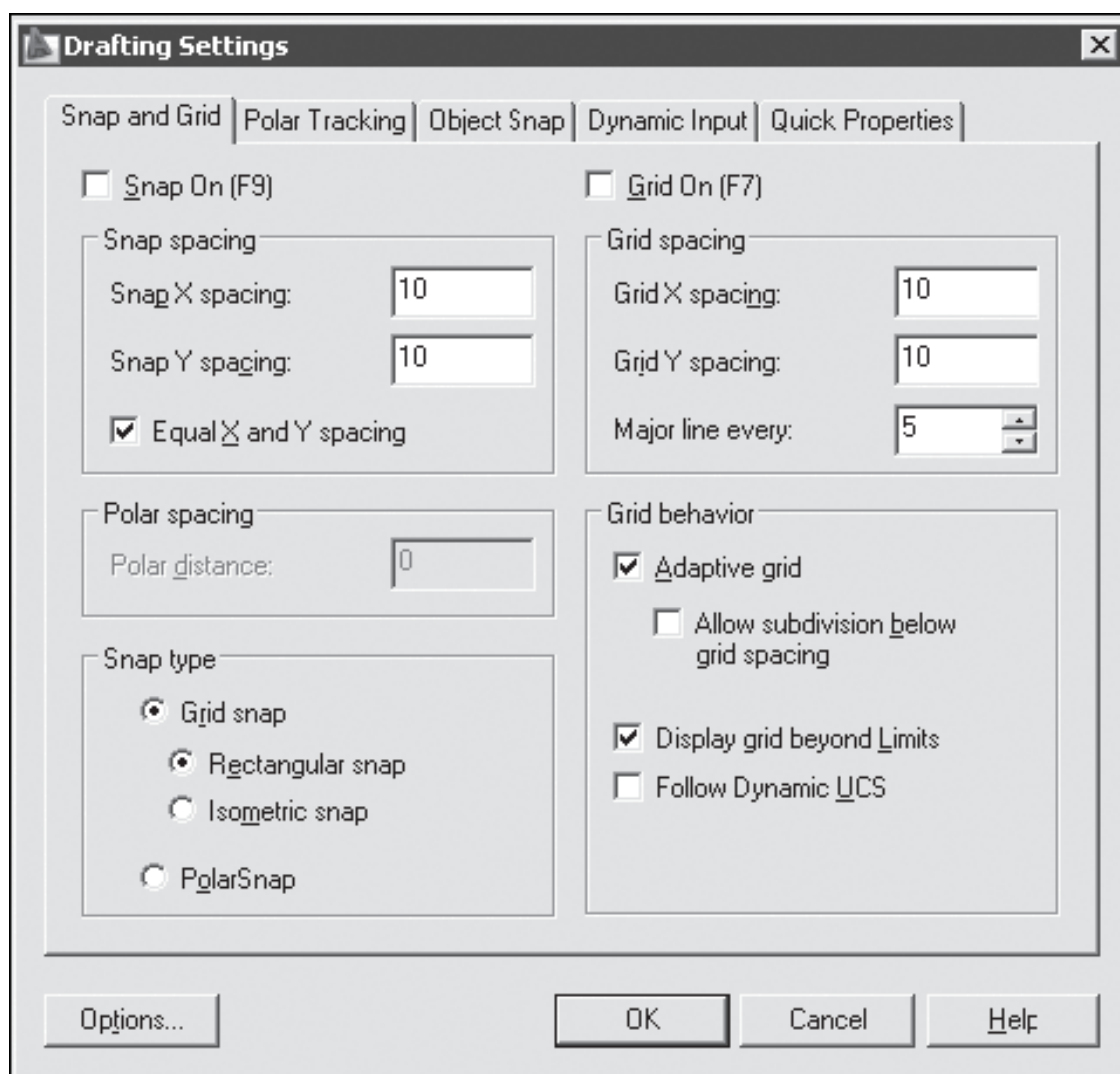 Drafting Settings
Snap and Grid
Polar Tracking
Object Snap
Dynamic Input
Quick Properties
Snap On (F9)
Snap spacing
Snap X spacing: 10
Snap Y spacing: 10
Equal X and Y spacing
Polar spacing
Polar distance: 0
Snap type
Grid snap
Rectangular snap
Isometric snap
PolarSnap
Grid On (F7)
Grid spacing
Grid X spacing: 10
Grid Y spacing: 10
Major line every: 5
Grid behavior
Adaptive grid
Allow subdivision below
grid spacing
Display grid beyond Limits
Follow Dynamic UCS
Options...
OK
Cancel
Help